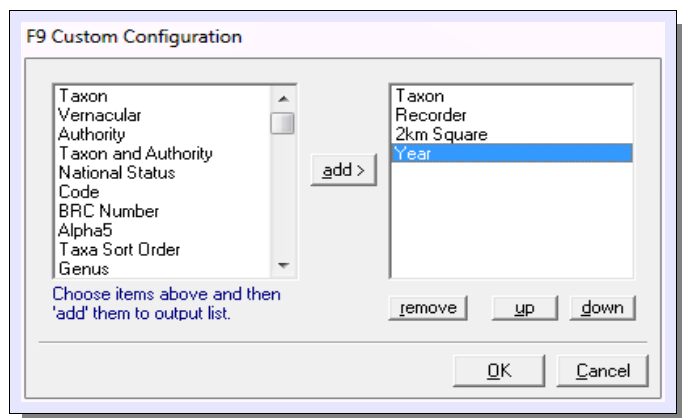 F9 Custom Configuration
Taxon
Vernacular
Authority
Taxon and Authority
National Status
Code
BRC Number
Alpha5
Taxa Sort Order
Genus
Choose items above and then
'add' them to output list.
add >
Taxon
Recorder
2km Square
Year
remove
up
down
OK
Cancel